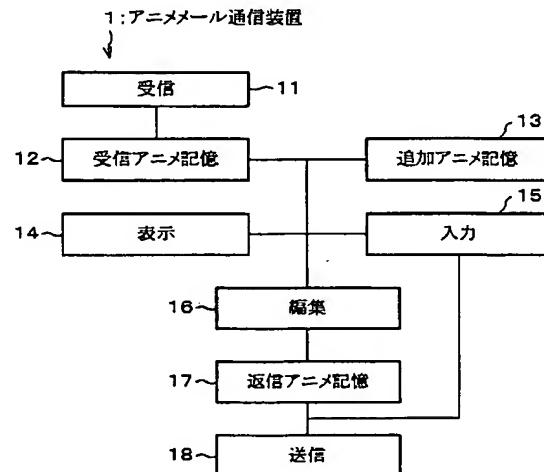 1:アニメメール通信装置
受信 11
13
12 受信アニメ記憶 追加アニメ記憶
15
14 表示 入力
16 編集
17 返信アニメ記憶
18 送信